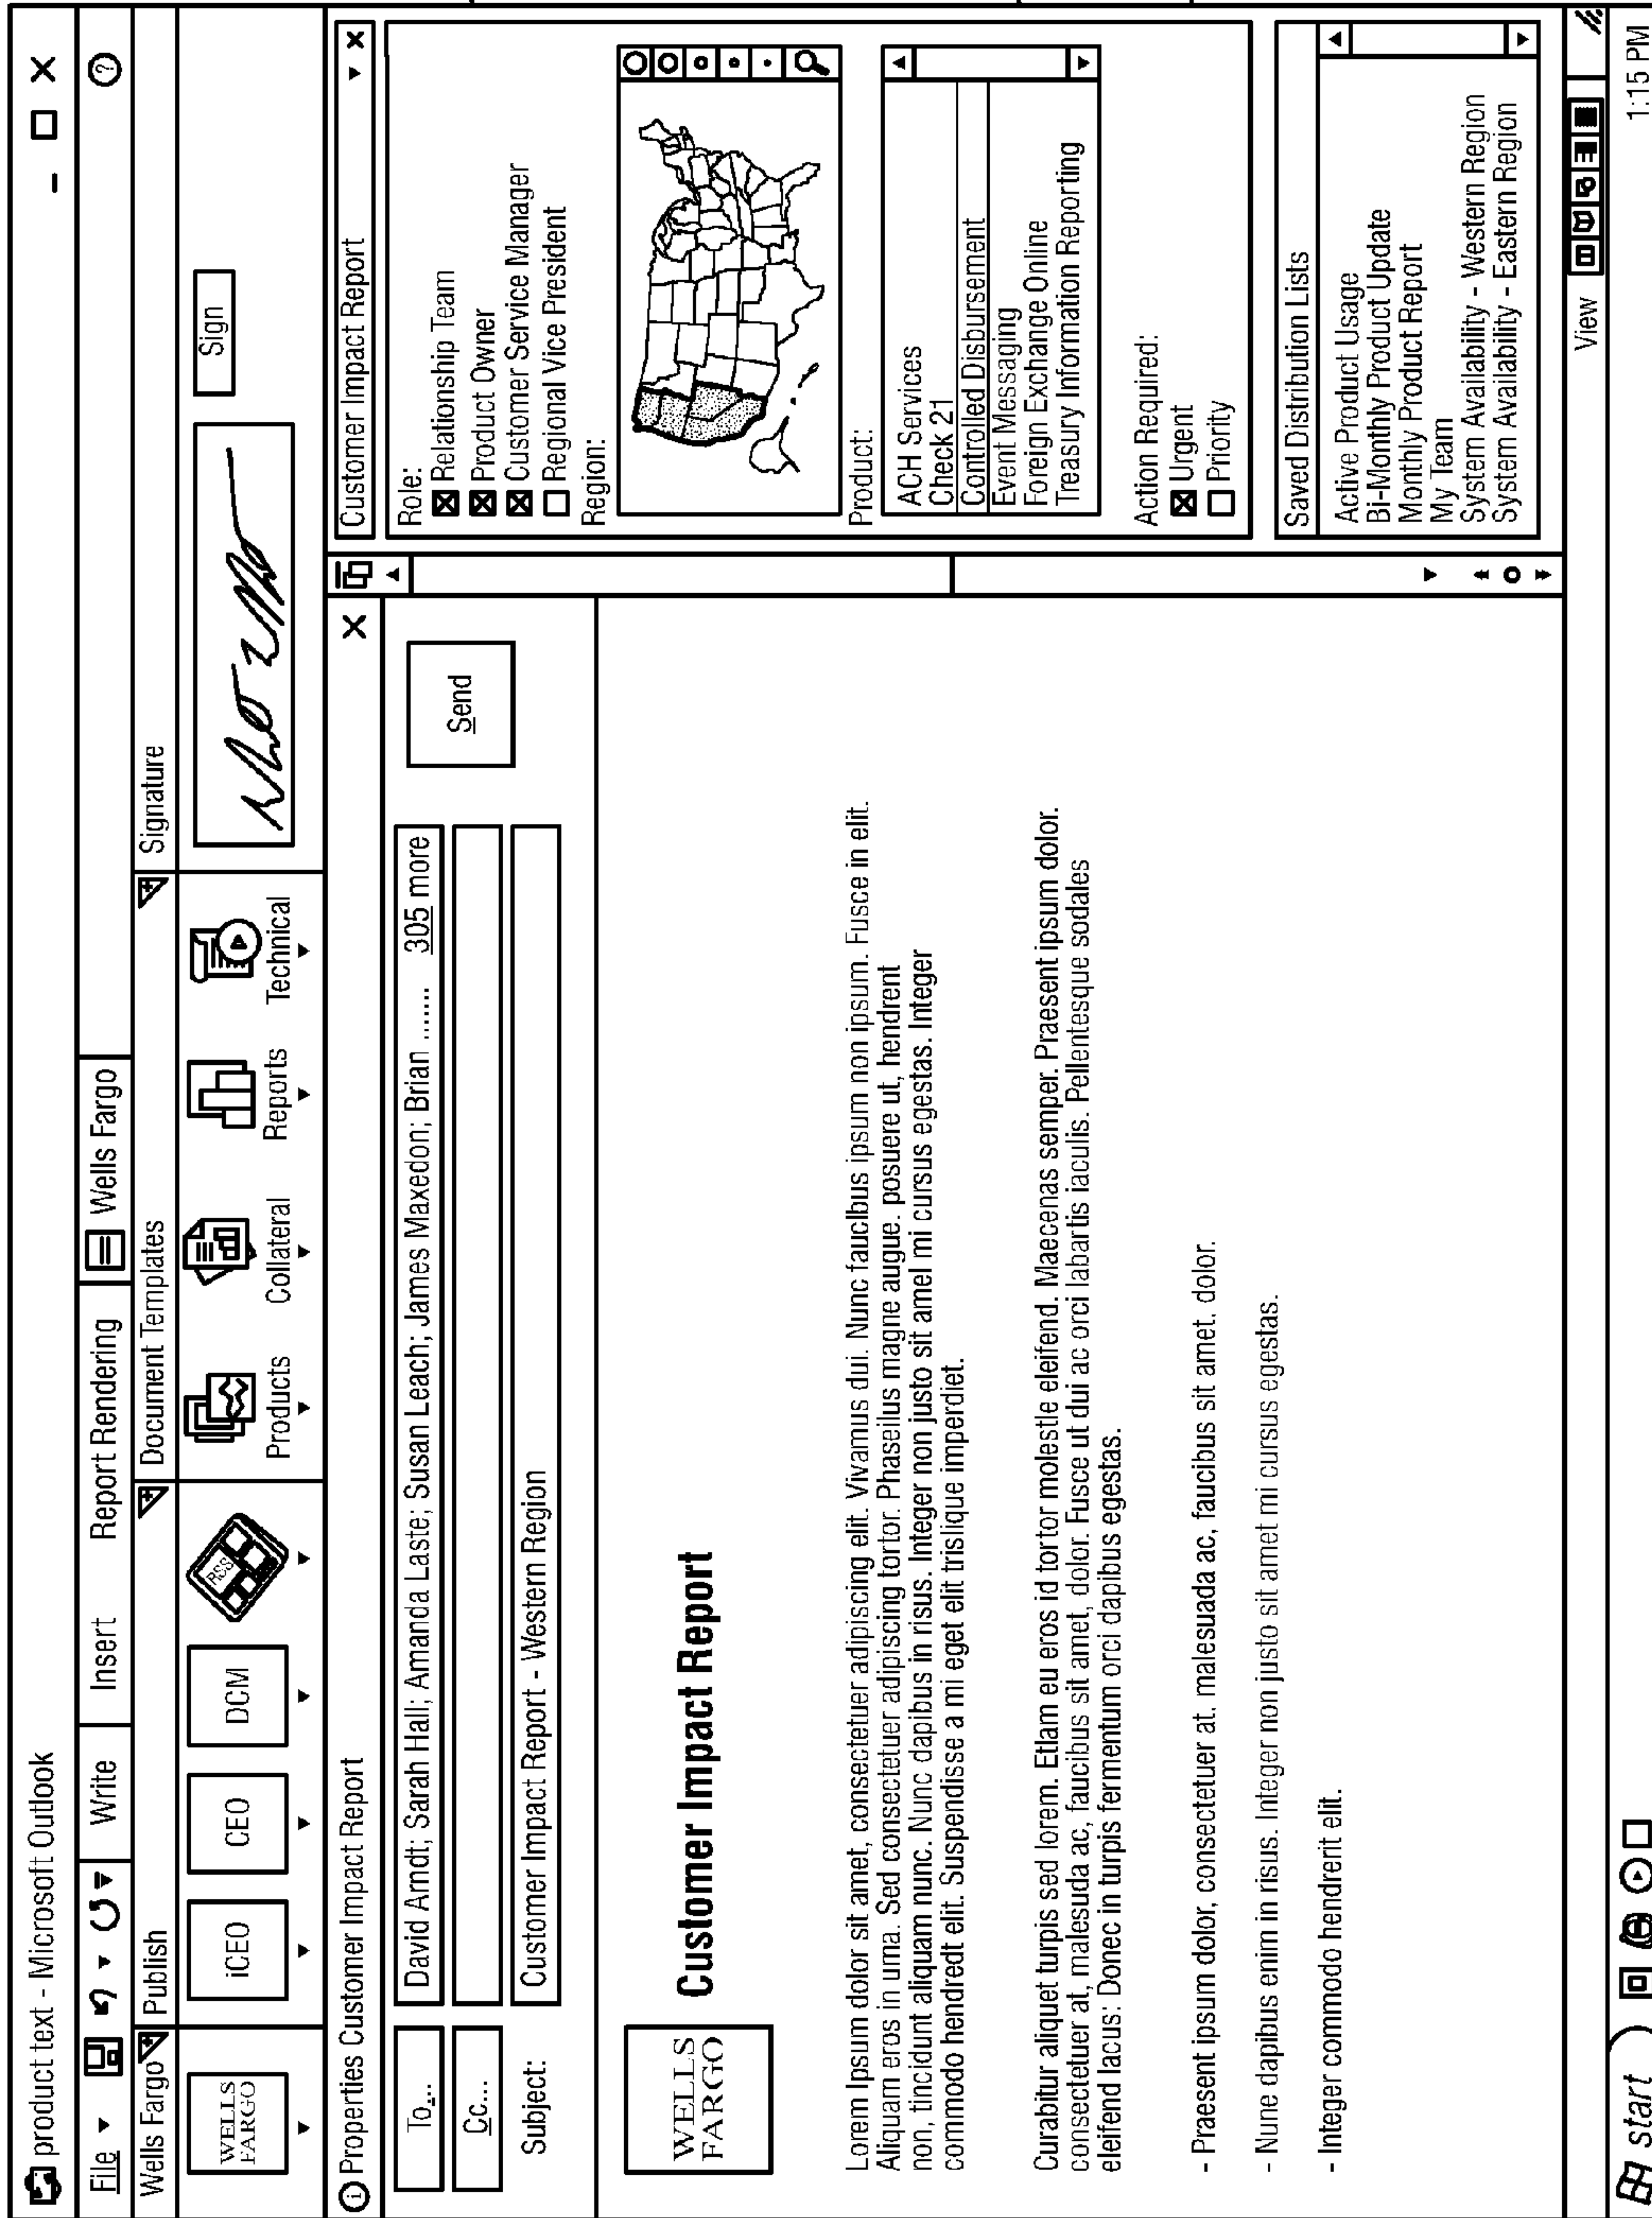 product text - Microsoft Outlook
File Write Insert Report Rendering Wells Fargo ?
Wells Fargo Publish Document Templates Signature
WELLS FARGO iCEO CEO DCM RSS Products Collateral Reports Technical Sign
Properties Customer Impact Report
To... David Arndt; Sarah Hall; Amanda Laste; Susan Leach; James Maxedon; Brian ....... 305 more
Send
Cc...
Subject: Customer Impact Report - Western Region
WELLS
FARGO
Customer Impact Report
Lorem Ipsum dolor sit amet, consectetuer adipiscing elit. Vivamus dui. Nunc fauclbus ipsum non ipsum. Fusce in elit.
Aliquam eros in urna. Sed consectetuer adipiscing tortor. Phasellus magne augue. posuere ut, hendrent
non, tincidunt aliquam nunc. Nunc dapibus in risus. Integer non justo sit amel mi cursus egestas. Integer
commodo hendredt elit. Suspendisse a mi eget elit trislique imperdiet.
Curabitur aliquet turpis sed lorem. Etlam eu eros id tortor molestle eleifend. Maecenas semper. Praesent ipsum dolor.
consectetuer at, malesuda ac, faucibus sit amet, dolor. Fusce ut dui ac orci labartis iaculis. Pellentesque sodales
eleifend lacus: Donec in turpis fermentum orci dapibus egestas.
- Praesent ipsum dolor, consectetuer at. malesuada ac, faucibus sit amet. dolor.
- Nune dapibus enim in risus. Integer non justo sit amet mi cursus egestas.
- Integer commodo hendrerit elit.
Customer Impact Report
Role:
Relationship Team
Product Owner
Customer Service Manager
Regional Vice President
Region:
Product:
ACH Services
Check 21
Controlled Disbursement
Event Messaging
Foreign Exchange Online
Treasury Information Reporting
Action Required:
Urgent
Priority
Saved Distribution Lists
Active Product Usage
Bi-Monthly Product Update
Monthly Product Report
My Team
System Availability - Western Region
System Availability - Eastern Region
View
start 1:15 PM